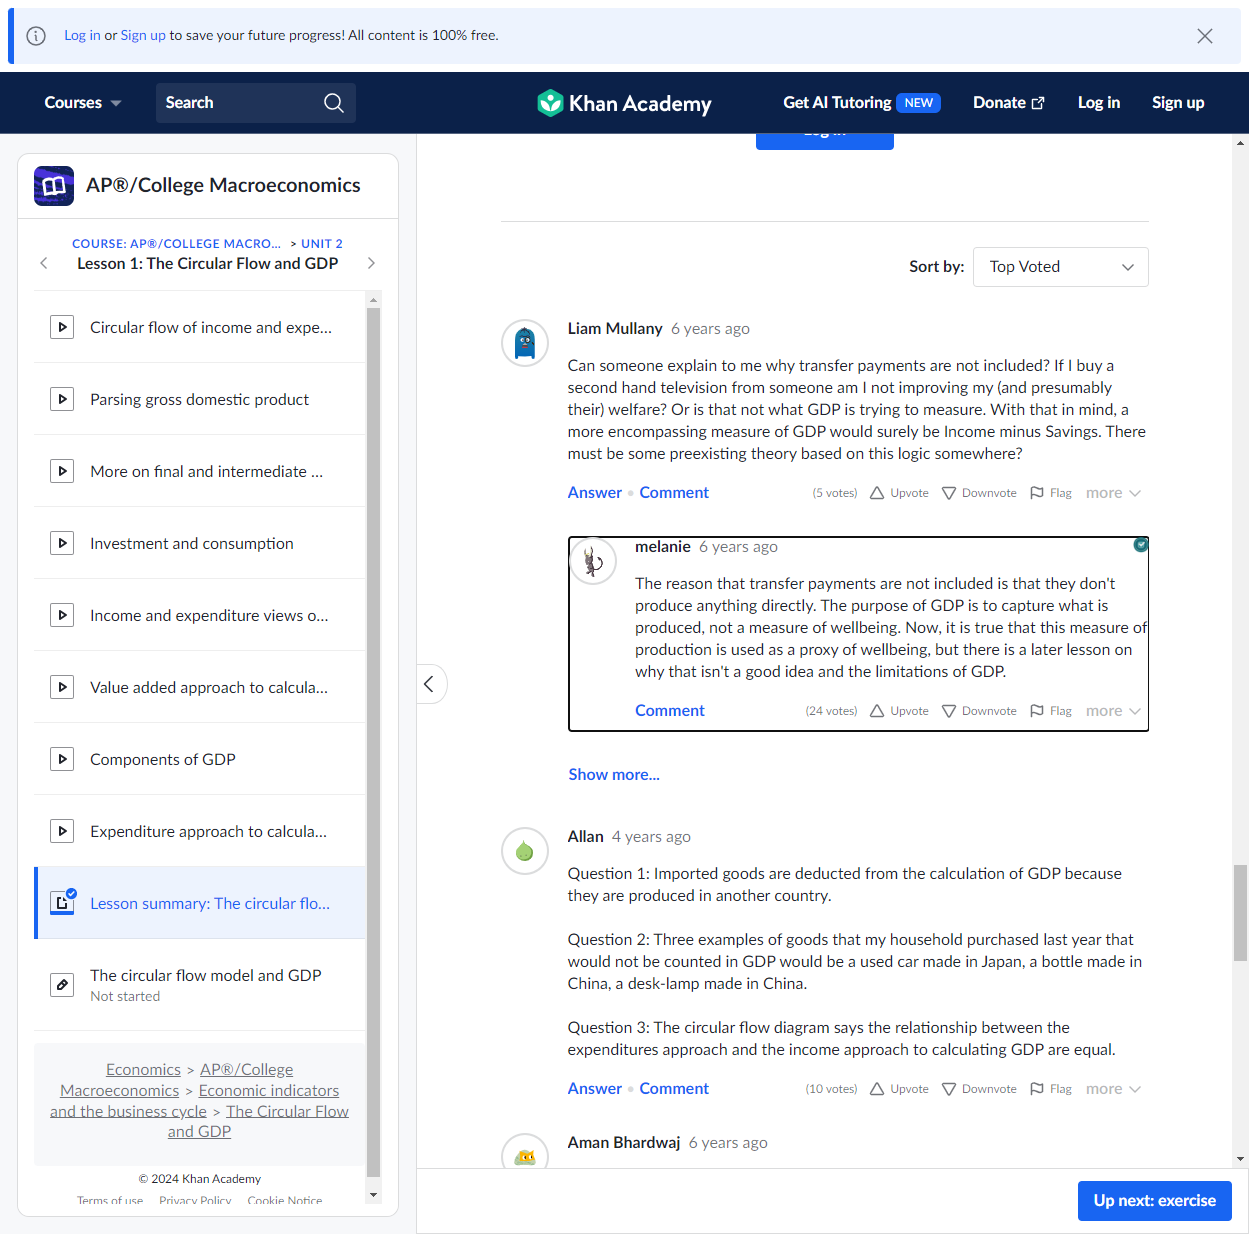 Log in or Sign up to save your future progress! All content is 100% free.
Courses
Search
Khan Academy
Get AI Tutoring NEW
Donate
Log in
Sign up
AP®/College Macroeconomics
COURSE: AP®/COLLEGE MACRO... > UNIT 2
Lesson 1: The Circular Flow and GDP
Circular flow of income and expe...
Parsing gross domestic product
More on final and intermediate ...
Investment and consumption
Income and expenditure views o...
Value added approach to calcula...
Components of GDP
Expenditure approach to calcula...
Lesson summary: The circular flo...
The circular flow model and GDP
Not started
Economics > AP®/College
Macroeconomics > Economic indicators
and the business cycle > The Circular Flow
and GDP
© 2024 Khan Academy
Terms of use Privacy Policy Cookie Notice
Log in
Sort by: Top Voted
Liam Mullany 6 years ago
Can someone explain to me why transfer payments are not included? If I buy a
second hand television from someone am I not improving my (and presumably
their) welfare? Or is that not what GDP is trying to measure. With that in mind, a
more encompassing measure of GDP would surely be Income minus Savings. There
must be some preexisting theory based on this logic somewhere?
Answer • Comment (5 votes) Upvote Downvote Flag more
melanie 6 years ago
The reason that transfer payments are not included is that they don't
produce anything directly. The purpose of GDP is to capture what is
produced, not a measure of wellbeing. Now, it is true that this measure of
production is used as a proxy of wellbeing, but there is a later lesson on
why that isn't a good idea and the limitations of GDP.
Comment (24 votes) Upvote Downvote Flag more
Show more...
Allan 4 years ago
Question 1: Imported goods are deducted from the calculation of GDP because
they are produced in another country.
Question 2: Three examples of goods that my household purchased last year that
would not be counted in GDP would be a used car made in Japan, a bottle made in
China, a desk-lamp made in China.
Question 3: The circular flow diagram says the relationship between the
expenditures approach and the income approach to calculating GDP are equal.
Answer • Comment (10 votes) Upvote Downvote Flag more
Aman Bhardwaj 6 years ago
Up next: exercise